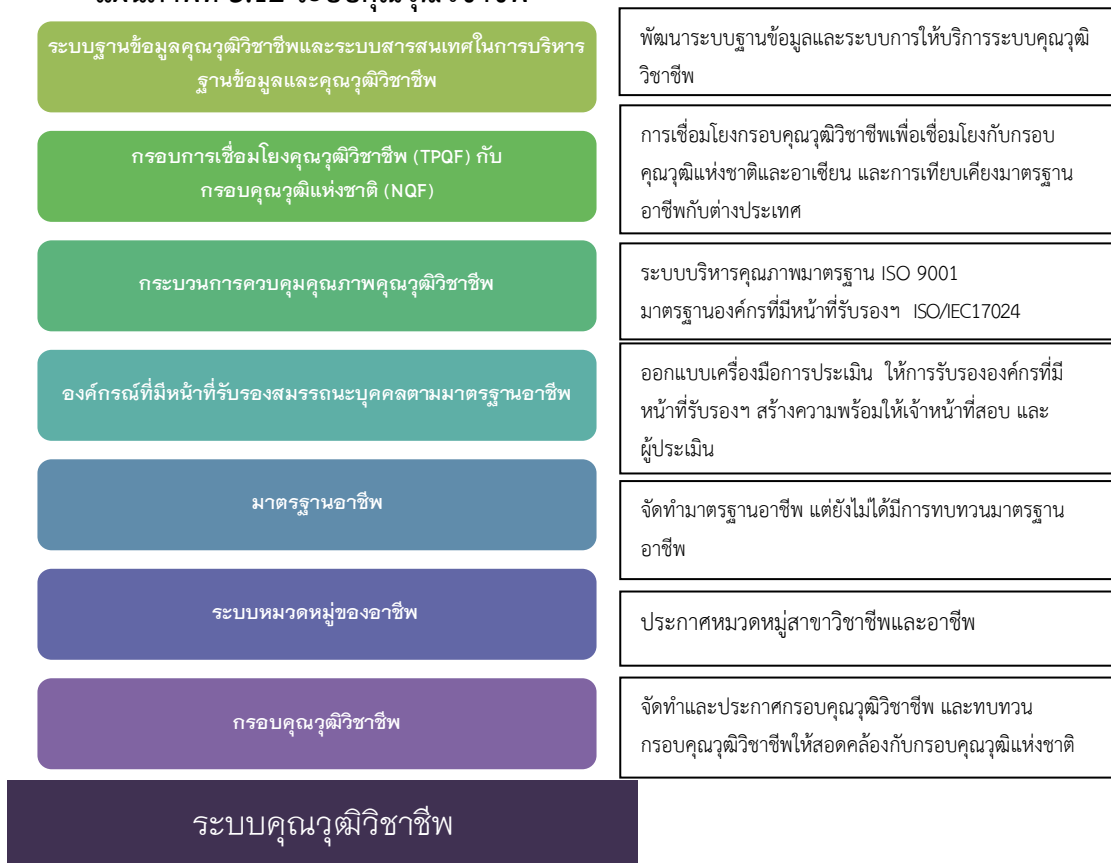 ระบบฐานข้อมูลคุณวุฒิวิชาชีพและระบบสารสนเทศในการบริหาร
ฐานข้อมูลและคุณวุฒิวิชาชีพ
พัฒนาระบบฐานข้อมูลและระบบการให้บริการระบบคุณวุฒิ
วิชาชีพ
กรอบการเชื่อมโยงคุณวุฒิวิชาชีพ (TPQF) กับ
กรอบคุณวุฒิแห่งชาติ (NQF)
การเชื่อมโยงกรอบคุณวุฒิวิชาชีพเพื่อเชื่อมโยงกับกรอบ
คุณวุฒิแห่งชาติและอาเซียน และการเทียบเคียงมาตรฐาน
อาชีพกับต่างประเทศ
กระบวนการควบคุมคุณภาพคุณวุฒิวิชาชีพ
ระบบบริหารคุณภาพมาตรฐาน ISO 9001
มาตรฐานองค์กรที่มีหน้าที่รับรองฯ ISO/IEC17024
องค์กรณ์ที่มีหน้าที่รับรองสมรรถนะบุคคลตามมาตรฐานอาชีพ
ออกแบบเครื่องมือการประเมิน ให้การรับรององค์กรที่มี
หน้าที่รับรองฯ สร้างความพร้อมให้เจ้าหน้าที่สอบ และ
ผู้ประเมิน
มาตรฐานอาชีพ
จัดทำมาตรฐานอาชีพ แต่ยังไม่ได้มีการทบทวนมาตรฐาน
อาชีพ
ระบบหมวดหมู่ของอาชีพ
ประกาศหมวดหมู่สาขาวิชาชีพและอาชีพ
กรอบคุณวุฒิวิชาชีพ
จัดทำและประกาศกรอบคุณวุฒิวิชาชีพ และทบทวน
กรอบคุณวุฒิวิชาชีพให้สอดคล้องกับกรอบคุณวุฒิแห่งชาติ
ระบบคุณวุฒิวิชาชีพ